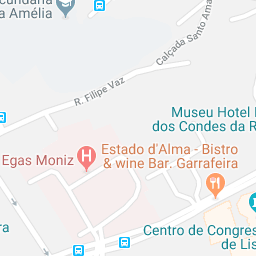 cundária
a Amélia
Calçada Santo Ama
R. Filipe Vaz
Museu Hotel
dos Condes da R
Estado d'Alma - Bistro
& wine Bar. Garrafeira
Egas Moniz
H
Centro de Congres
de Lis